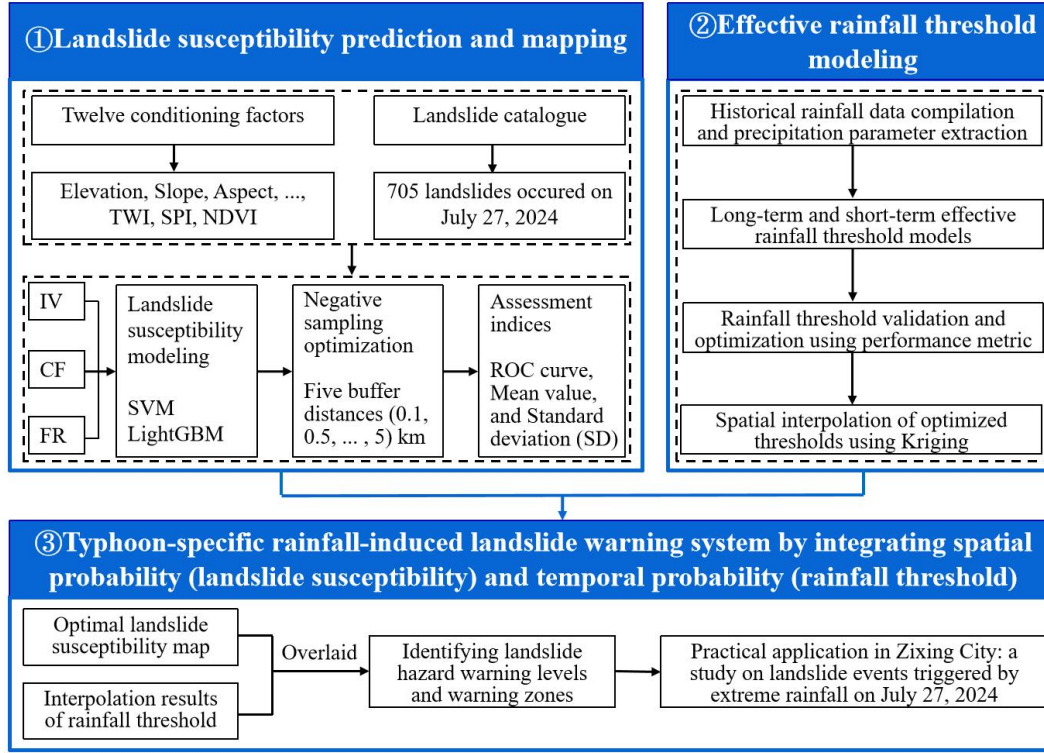 ①Landslide susceptibility prediction and mapping
Twelve conditioning factors
Landslide catalogue
Elevation, Slope, Aspect, ...,
TWI, SPI, NDVI
705 landslides occured on
July 27, 2024
IV
CF
FR
Landslide
susceptibility
modeling
SVM
LightGBM
Negative
sampling
optimization
Five buffer
distances (0.1,
0.5, ... , 5) km
Assessment
indices
ROC curve,
Mean value,
and Standard
deviation (SD)
②Effective rainfall threshold
modeling
Historical rainfall data compilation
and precipitation parameter extraction
Long-term and short-term effective
rainfall threshold models
Rainfall threshold validation and
optimization using performance metric
Spatial interpolation of optimized
thresholds using Kriging
③Typhoon-specific rainfall-induced landslide warning system by integrating spatial
probability (landslide susceptibility) and temporal probability (rainfall threshold)
Optimal landslide
susceptibility map
Interpolation results
of rainfall threshold
Overlaid
Identifying landslide
hazard warning levels
and warning zones
Practical application in Zixing City: a
study on landslide events triggered by
extreme rainfall on July 27, 2024